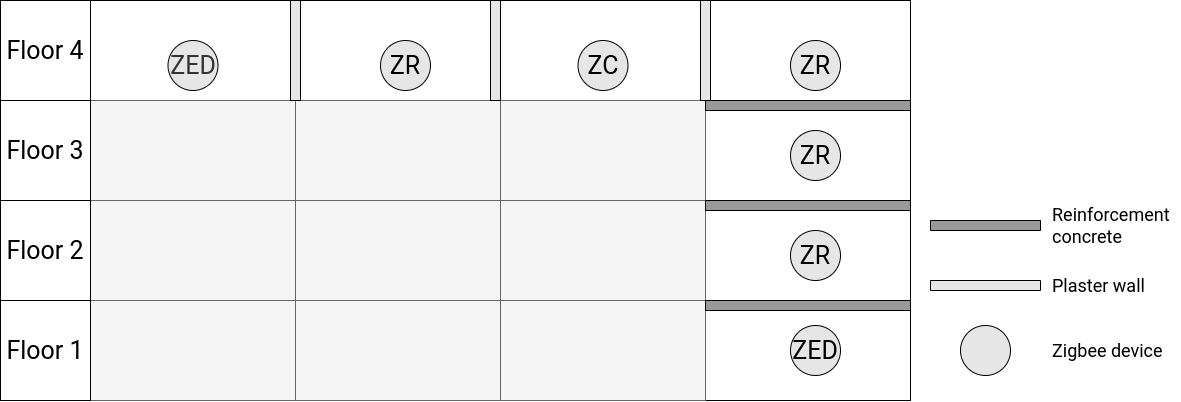 Floor 4
ZED
ZR
ZC
ZR
Floor 3
ZR
Floor 2
ZR
Floor 1
ZED
Reinforcement
concrete
Plaster wall
Zigbee device